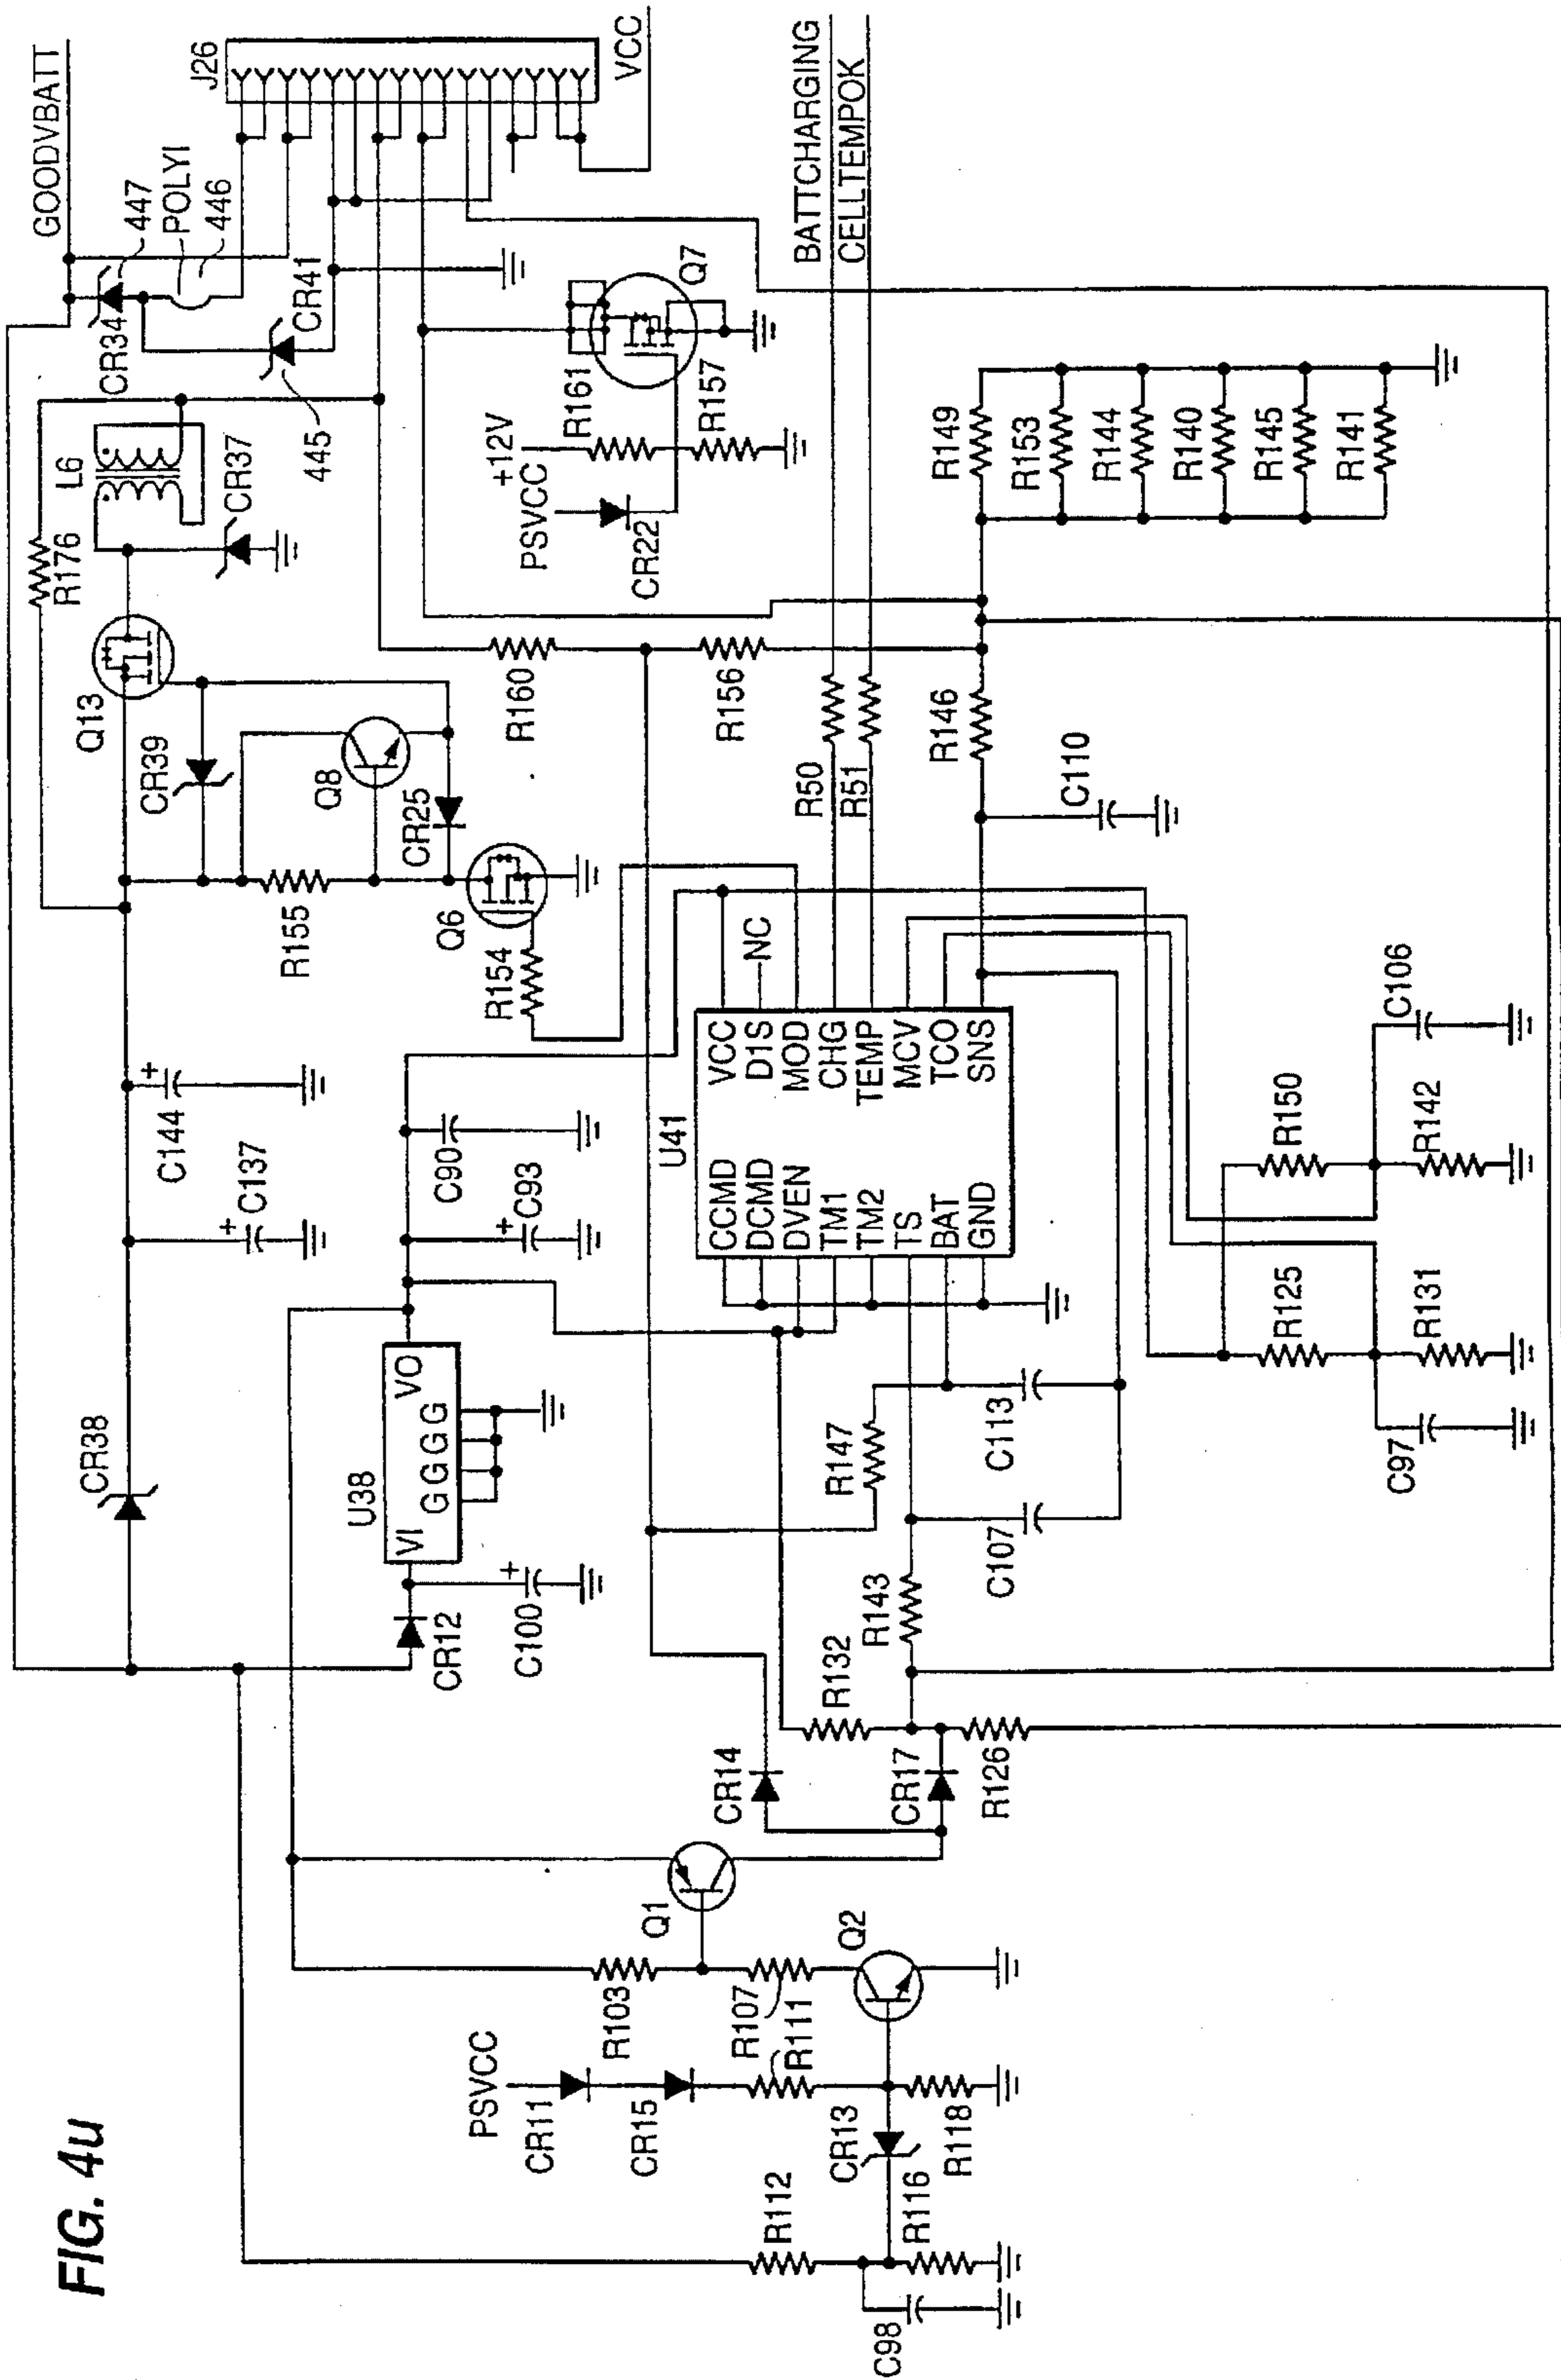 FIG. 4u
GOODVBATT
J26
VCC
447
POLYI
446
CR34
CR41
445
L6
R176
CR37
Q13
CR39
Q8
CR25
R155
Q6
R154
C144
C137
CR38
+
+
+12V
PSVCC
R161
R157
Q7
CR22
BATTCHARGING
CELLTEMPOK
R160
R156
R50
R51
R146
C110
R149
R153
R144
R140
R145
R141
U38
VI
VO
G G G G
CR12
C100
+
C90
C93
+
U41
CCMD
DCMD
DVEN
TM1
TM2
TS
BAT
GND
VCC
D1S
MOD
CHG
TEMP
MCV
TCO
SNS
NC
R147
C113
C107
R143
R132
CR14
CR17
R126
R150
C106
R142
R125
R131
C97
Q1
R103
R107
Q2
PSVCC
CR11
CR15
R111
CR13
R118
R112
R116
C98